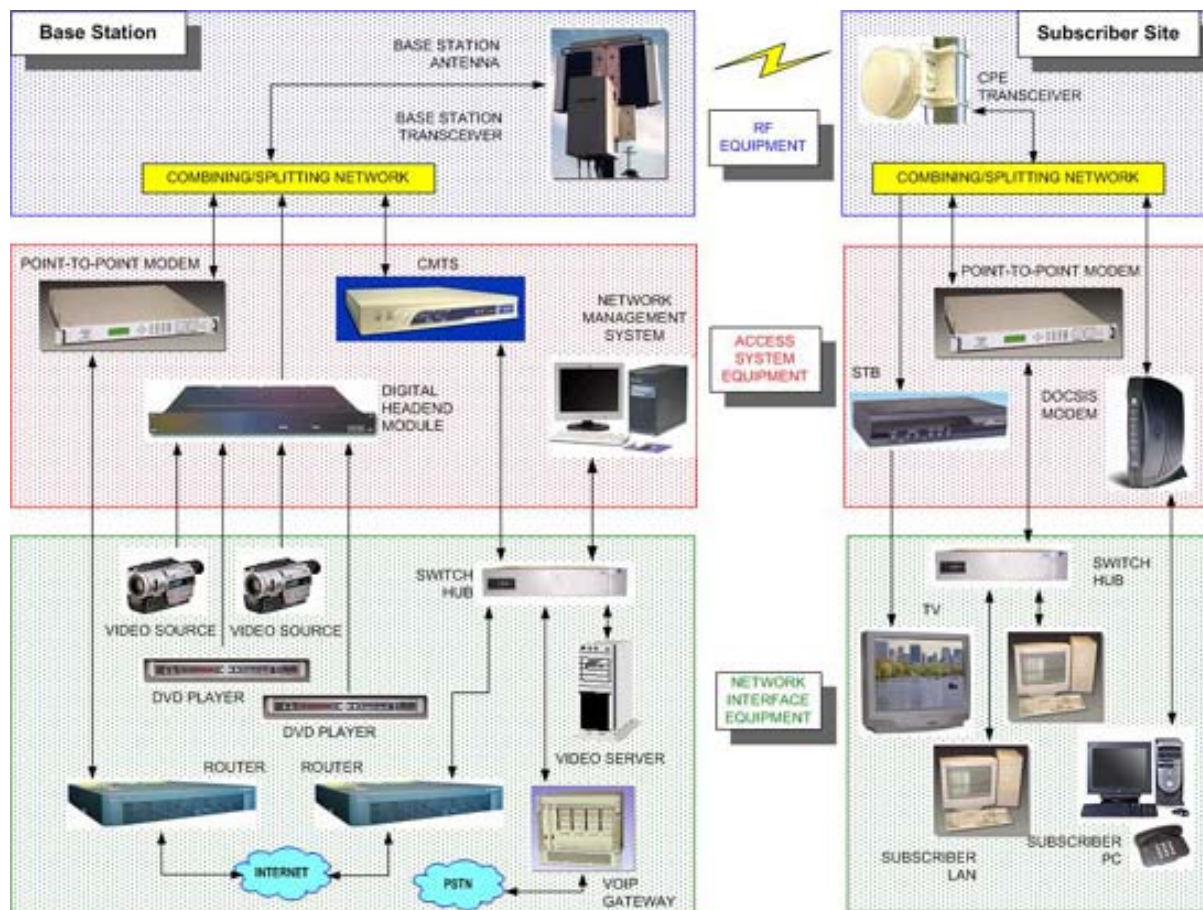 Base Station
Subscriber Site
BASE STATION
ANTENNA
BASE STATION
TRANSCEIVER
CPE
TRANSCEIVER
RF
EQUIPMENT
COMBINING/SPLITTING NETWORK
COMBINING/SPLITTING NETWORK
POINT-TO-POINT MODEM
CMTS
NETWORK
MANAGEMENT
SYSTEM
DIGITAL
HEADEND
MODULE
ACCESS
SYSTEM
EQUIPMENT
POINT-TO-POINT MODEM
STB
DOCSIS
MODEM
VIDEO SOURCE
VIDEO SOURCE
DVD PLAYER
DVD PLAYER
SWITCH
HUB
VIDEO SERVER
ROUTER
ROUTER
INTERNET
PSTN
VOIP
GATEWAY
NETWORK
INTERFACE
EQUIPMENT
SWITCH
HUB
TV
SUBSCRIBER
LAN
SUBSCRIBER
PC